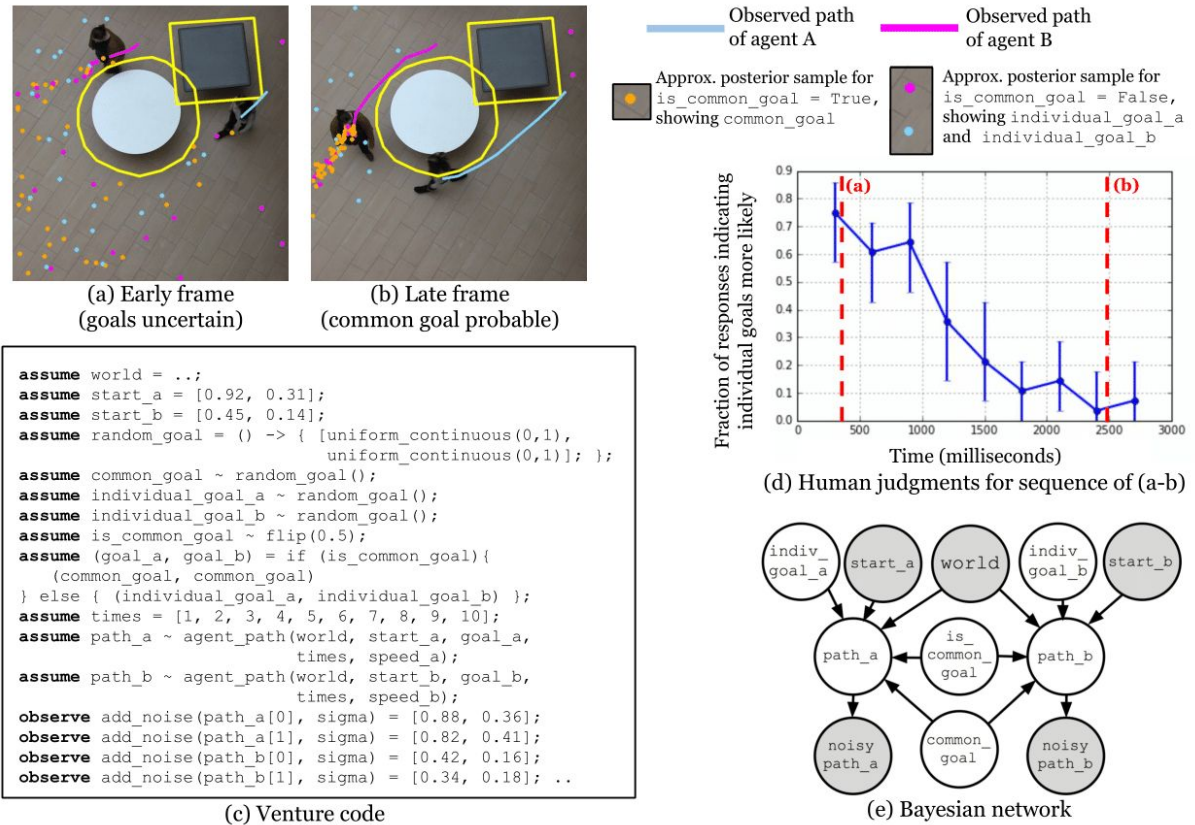 (a) Early frame
(goals uncertain)
(b) Late frame
(common goal probable)
Observed path
of agent A
Observed path
of agent B
Approx. posterior sample for
is_common_goal = True,
showing common_goal
Approx. posterior sample for
is_common_goal = False,
showing individual_goal_a
and individual_goal_b
assume world = ..;
assume start_a = [0.92, 0.31];
assume start_b = [0.45, 0.14];
assume random_goal = () -> { [uniform_continuous(0,1),
uniform_continuous(0,1)]; };
assume common_goal ~ random_goal();
assume individual_goal_a ~ random_goal();
assume individual_goal_b ~ random_goal();
assume is_common_goal ~ flip(0.5);
assume (goal_a, goal_b) = if (is_common_goal){
(common_goal, common_goal)
} else { (individual_goal_a, individual_goal_b) };
assume times = [1, 2, 3, 4, 5, 6, 7, 8, 9, 10];
assume path_a ~ agent_path(world, start_a, goal_a,
times, speed_a);
assume path_b ~ agent_path(world, start_b, goal_b,
times, speed_b);
observe add_noise(path_a[0], sigma) = [0.88, 0.36];
observe add_noise(path_a[1], sigma) = [0.82, 0.41];
observe add_noise(path_b[0], sigma) = [0.42, 0.16];
observe add_noise(path_b[1], sigma) = [0.34, 0.18]; ..
(c) Venture code
Fraction of responses indicating
individual goals more likely
0.9
0.8
0.7
0.6
0.5
0.4
0.3
0.2
0.1
0.0
(a)
(b)
0
500
1000
1500
2000
2500
3000
Time (milliseconds)
(d) Human judgments for sequence of (a-b)
indiv_
goal_a
start_a
world
indiv_
goal_b
start_b
path_a
is_
common_
goal
path_b
noisy
path_a
common_
goal
noisy
path_b
(e) Bayesian network